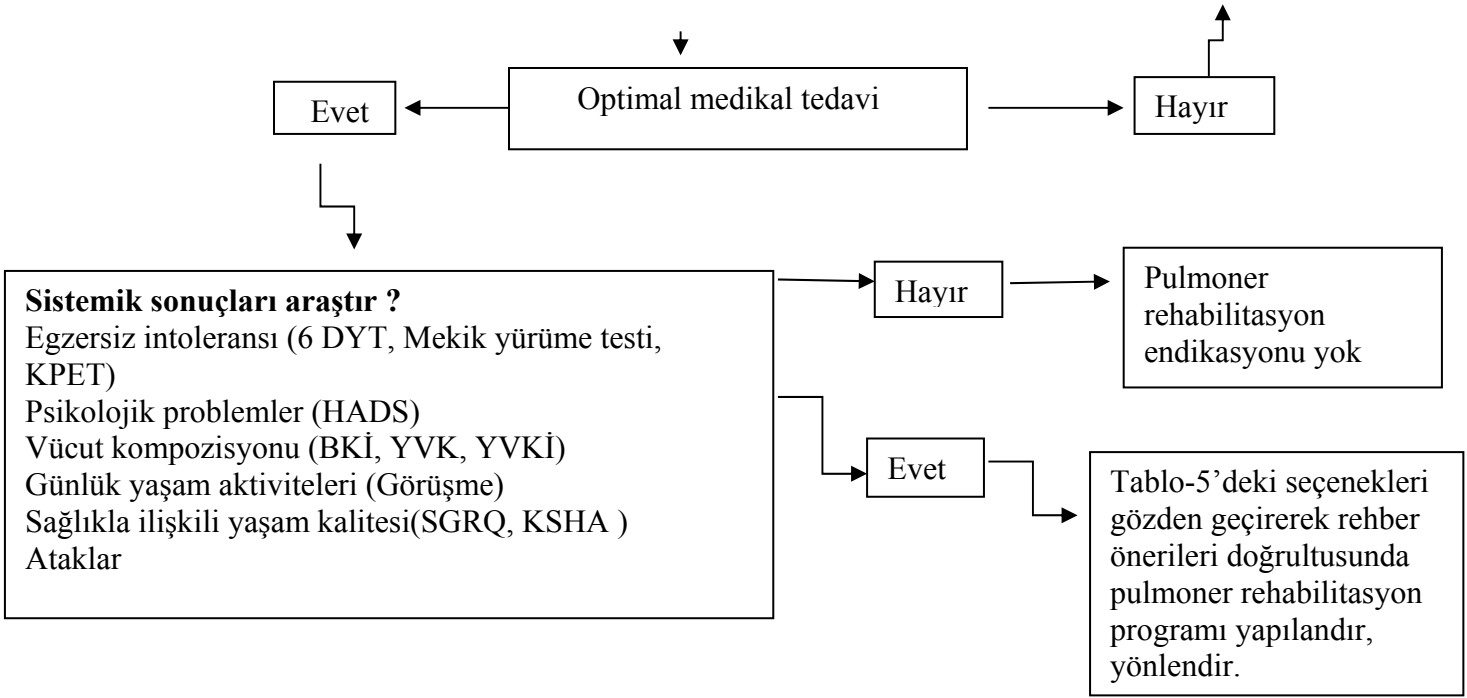 Optimal medikal tedavi
Evet
Hayır
Sistemik sonuçları araştır ?
Egzersiz intoleransı (6 DYT, Mekik yürüme testi,
KPET)
Psikolojik problemler (HADS)
Vücut kompozisyonu (BKİ, YVK, YVKİ)
Günlük yaşam aktiviteleri (Görüşme)
Sağlıkla ilişkili yaşam kalitesi(SGRQ, KSHA )
Ataklar
Hayır
Pulmoner
rehabilitasyon
endikasyonu yok
Evet
Tablo-5’deki seçenekleri
gözden geçirerek rehber
önerileri doğrultusunda
pulmoner rehabilitasyon
programı yapılandır,
yönlendir.